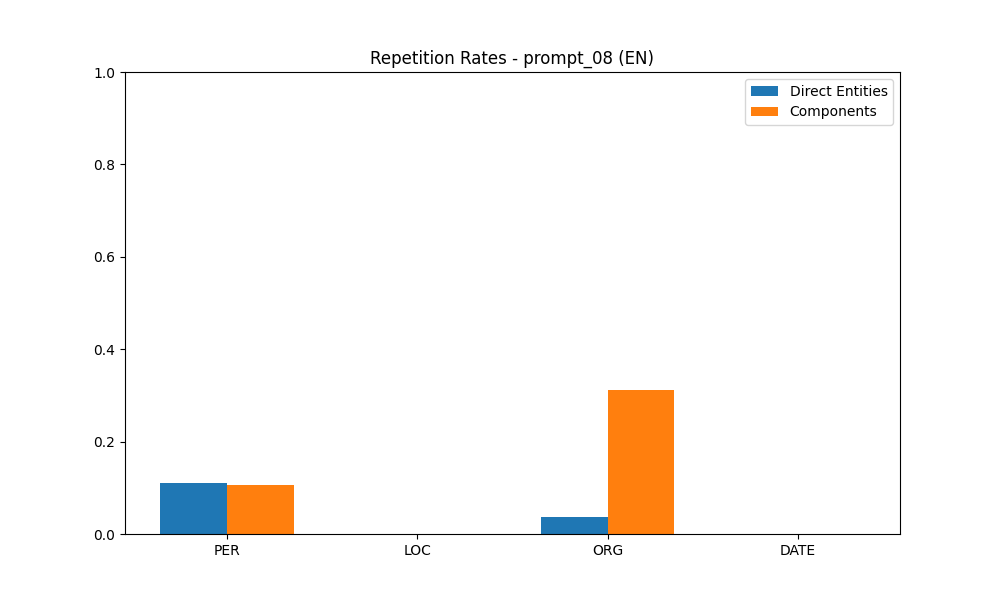 Repetition Rates - prompt_08 (EN)
1.0
Direct Entities
Components
0.8
0.6
0.4
0.2
0.0
PER LOC ORG DATE